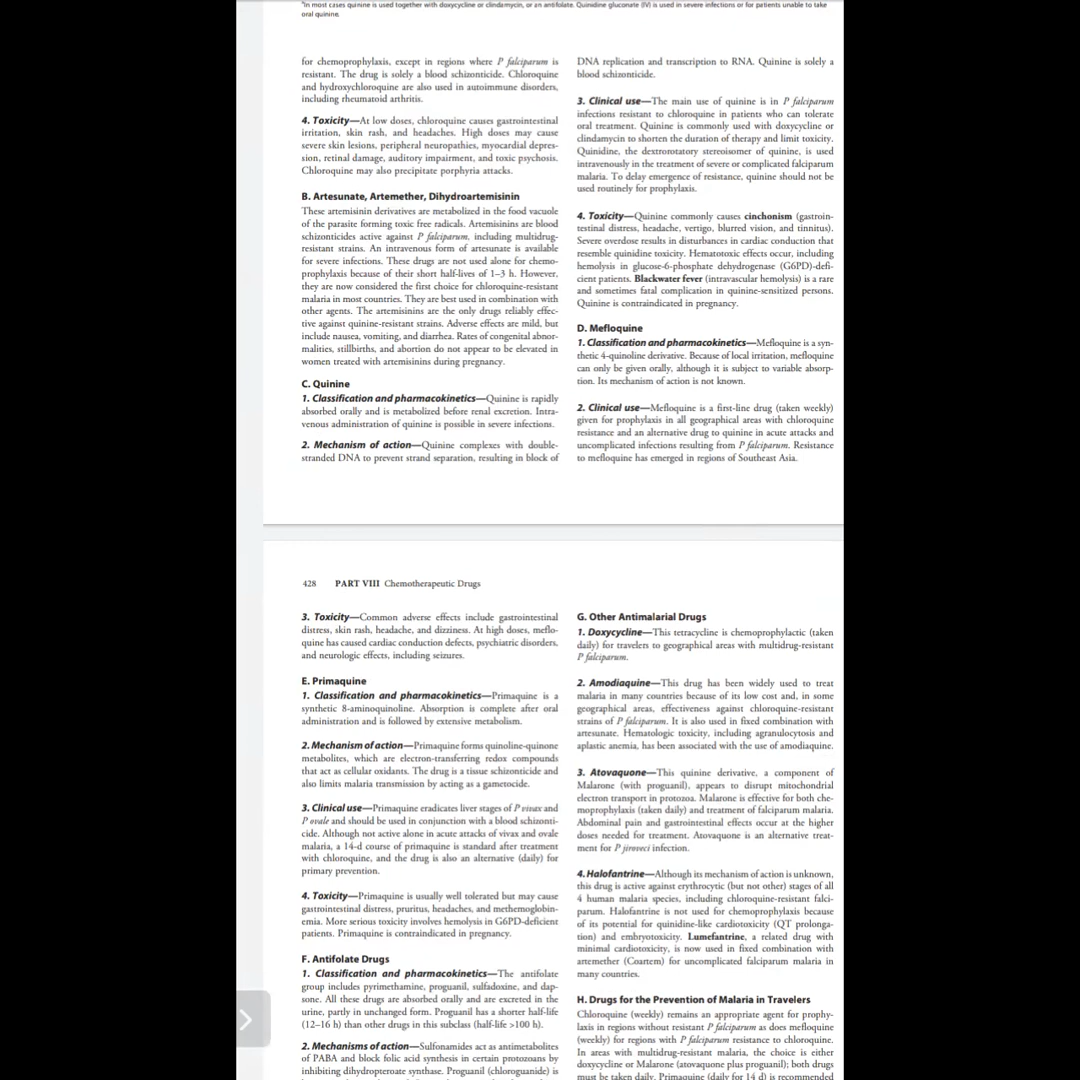 *In most cases quinine is used together with doxycycline or clindamycin, or an antifolate. Quinidine gluconate (IV) is used in severe infections or for patients unable to take
oral quinine.
for chemoprophylaxis, except in regions where P falciparum is
resistant. The drug is solely a blood schizonticide. Chloroquine
and hydroxychloroquine are also used in autoimmune disorders,
including rheumatoid arthritis.
4. Toxicity—At low doses, chloroquine causes gastrointestinal
irritation, skin rash, and headaches. High doses may cause
severe skin lesions, peripheral neuropathies, myocardial depres-
sion, retinal damage, auditory impairment, and toxic psychosis.
Chloroquine may also precipitate porphyria attacks.
B. Artesunate, Artemether, Dihydroartemisinin
These artemisinin derivatives are metabolized in the food vacuole
of the parasite forming toxic free radicals. Artemisinins are blood
schizonticides active against P falciparum, including multidrug-
resistant strains. An intravenous form of artesunate is available
for severe infections. These drugs are not used alone for chemo-
prophylaxis because of their short half-lives of 1–3 h. However,
they are now considered the first choice for chloroquine-resistant
malaria in most countries. They are best used in combination with
other agents. The artemisinins are the only drugs reliably effec-
tive against quinine-resistant strains. Adverse effects are mild, but
include nausea, vomiting, and diarrhea. Rates of congenital abnor-
malities, stillbirths, and abortion do not appear to be elevated in
women treated with artemisinins during pregnancy.
C. Quinine
1. Classification and pharmacokinetics—Quinine is rapidly
absorbed orally and is metabolized before renal excretion. Intra-
venous administration of quinine is possible in severe infections.
2. Mechanism of action—Quinine complexes with double-
stranded DNA to prevent strand separation, resulting in block of
DNA replication and transcription to RNA. Quinine is solely a
blood schizonticide.
3. Clinical use—The main use of quinine is in P falciparum
infections resistant to chloroquine in patients who can tolerate
oral treatment. Quinine is commonly used with doxycycline or
clindamycin to shorten the duration of therapy and limit toxicity.
Quinidine, the dextrorotatory stereoisomer of quinine, is used
intravenously in the treatment of severe or complicated falciparum
malaria. To delay emergence of resistance, quinine should not be
used routinely for prophylaxis.
4. Toxicity—Quinine commonly causes cinchonism (gastroin-
testinal distress, headache, vertigo, blurred vision, and tinnitus).
Severe overdose results in disturbances in cardiac conduction that
resemble quinidine toxicity. Hematotoxic effects occur, including
hemolysis in glucose-6-phosphate dehydrogenase (G6PD)-defi-
cient patients. Blackwater fever (intravascular hemolysis) is a rare
and sometimes fatal complication in quinine-sensitized persons.
Quinine is contraindicated in pregnancy.
D. Mefloquine
1. Classification and pharmacokinetics—Mefloquine is a syn-
thetic 4-quinoline derivative. Because of local irritation, mefloquine
can only be given orally, although it is subject to variable absorp-
tion. Its mechanism of action is not known.
2. Clinical use—Mefloquine is a first-line drug (taken weekly)
given for prophylaxis in all geographical areas with chloroquine
resistance and an alternative drug to quinine in acute attacks and
uncomplicated infections resulting from P falciparum. Resistance
to mefloquine has emerged in regions of Southeast Asia.
428 PART VIII Chemotherapeutic Drugs
3. Toxicity—Common adverse effects include gastrointestinal
distress, skin rash, headache, and dizziness. At high doses, meflo-
quine has caused cardiac conduction defects, psychiatric disorders,
and neurologic effects, including seizures.
E. Primaquine
1. Classification and pharmacokinetics—Primaquine is a
synthetic 8-aminoquinoline. Absorption is complete after oral
administration and is followed by extensive metabolism.
2. Mechanism of action—Primaquine forms quinoline-quinone
metabolites, which are electron-transferring redox compounds
that act as cellular oxidants. The drug is a tissue schizonticide and
also limits malaria transmission by acting as a gametocide.
3. Clinical use—Primaquine eradicates liver stages of P vivax and
P ovale and should be used in conjunction with a blood schizonti-
cide. Although not active alone in acute attacks of vivax and ovale
malaria, a 14-d course of primaquine is standard after treatment
with chloroquine, and the drug is also an alternative (daily) for
primary prevention.
4. Toxicity—Primaquine is usually well tolerated but may cause
gastrointestinal distress, pruritus, headaches, and methemoglobin-
emia. More serious toxicity involves hemolysis in G6PD-deficient
patients. Primaquine is contraindicated in pregnancy.
F. Antifolate Drugs
1. Classification and pharmacokinetics—The antifolate
group includes pyrimethamine, proguanil, sulfadoxine, and dap-
sone. All these drugs are absorbed orally and are excreted in the
urine, partly in unchanged form. Proguanil has a shorter half-life
(12–16 h) than other drugs in this subclass (half-life >100 h).
2. Mechanisms of action—Sulfonamides act as antimetabolites
of PABA and block folic acid synthesis in certain protozoans by
inhibiting dihydropteroate synthase. Proguanil (chloroguanide) is
G. Other Antimalarial Drugs
1. Doxycycline—This tetracycline is chemoprophylactic (taken
daily) for travelers to geographical areas with multidrug-resistant
P falciparum.
2. Amodiaquine—This drug has been widely used to treat
malaria in many countries because of its low cost and, in some
geographical areas, effectiveness against chloroquine-resistant
strains of P falciparum. It is also used in fixed combination with
artesunate. Hematologic toxicity, including agranulocytosis and
aplastic anemia, has been associated with the use of amodiaquine.
3. Atovaquone—This quinine derivative, a component of
Malarone (with proguanil), appears to disrupt mitochondrial
electron transport in protozoa. Malarone is effective for both che-
moprophylaxis (taken daily) and treatment of falciparum malaria.
Abdominal pain and gastrointestinal effects occur at the higher
doses needed for treatment. Atovaquone is an alternative treat-
ment for P jiroveci infection.
4. Halofantrine—Although its mechanism of action is unknown,
this drug is active against erythrocytic (but not other) stages of all
4 human malaria species, including chloroquine-resistant falci-
parum. Halofantrine is not used for chemoprophylaxis because
of its potential for quinidine-like cardiotoxicity (QT prolonga-
tion) and embryotoxicity. Lumefantrine, a related drug with
minimal cardiotoxicity, is now used in fixed combination with
artemether (Coartem) for uncomplicated falciparum malaria in
many countries.
H. Drugs for the Prevention of Malaria in Travelers
Chloroquine (weekly) remains an appropriate agent for prophy-
laxis in regions without resistant P falciparum as does mefloquine
(weekly) for regions with P falciparum resistance to chloroquine.
In areas with multidrug-resistant malaria, the choice is either
doxycycline or Malarone (atovaquone plus proguanil); both drugs
must be taken daily. Primaquine (daily for 14 d) is recommended